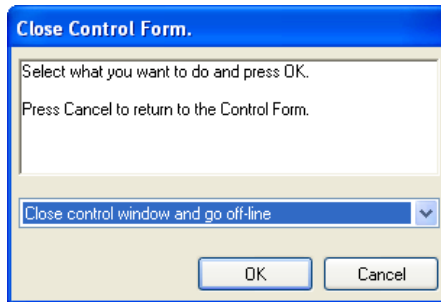 Close Control Form.
Select what you want to do and press OK.
Press Cancel to return to the Control Form.
Close control window and go off-line
OK
Cancel